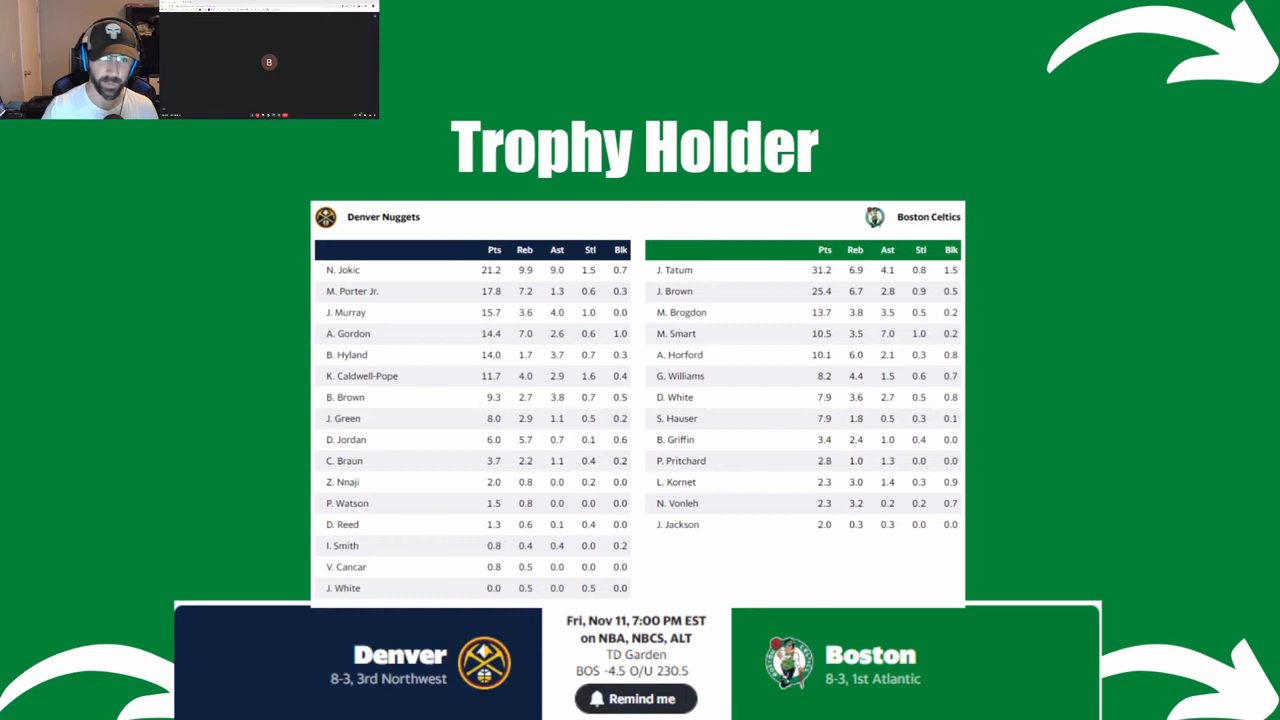 B
Trophy Holder
Denver Nuggets
Boston Celtics
Pts Reb Ast Stl Blk
N. Jokic 21.2 9.9 9.0 1.5 0.7
M. Porter Jr. 17.8 7.2 1.3 0.6 0.3
J. Murray 15.7 3.6 4.0 1.0 0.0
A. Gordon 14.4 7.0 2.6 0.6 1.0
B. Hyland 14.0 1.7 3.7 0.7 0.3
K. Caldwell-Pope 11.7 4.0 2.9 1.6 0.4
B. Brown 9.3 2.7 3.8 0.7 0.5
J. Green 8.0 2.9 1.1 0.5 0.2
D. Jordan 6.0 5.7 0.7 0.1 0.6
C. Braun 3.7 2.2 1.1 0.4 0.2
Z. Nnaji 2.0 0.8 0.0 0.2 0.0
P. Watson 1.5 0.8 0.0 0.0 0.0
D. Reed 1.3 0.6 0.1 0.4 0.0
I. Smith 0.8 0.4 0.4 0.0 0.2
V. Cancar 0.8 0.5 0.0 0.0 0.0
J. White 0.0 0.5 0.0 0.5 0.0
Pts Reb Ast Stl Blk
J. Tatum 31.2 6.9 4.1 0.8 1.5
J. Brown 25.4 6.7 2.8 0.9 0.5
M. Brogdon 13.7 3.8 3.5 0.5 0.2
M. Smart 10.5 3.5 7.0 1.0 0.2
A. Horford 10.1 6.0 2.1 0.3 0.8
G. Williams 8.2 4.4 1.5 0.6 0.7
D. White 7.9 3.6 2.7 0.5 0.8
S. Hauser 7.9 1.8 0.5 0.3 0.1
B. Griffin 3.4 2.4 1.0 0.4 0.0
P. Pritchard 2.8 1.0 1.3 0.0 0.0
L. Kornet 2.3 3.0 1.4 0.3 0.9
N. Vonleh 2.3 3.2 0.2 0.2 0.7
J. Jackson 2.0 0.3 0.3 0.0 0.0
Denver
8-3, 3rd Northwest
Fri, Nov 11, 7:00 PM EST
on NBA, NBCS, ALT
TD Garden
BOS -4.5 O/U 230.5
Remind me
Boston
8-3, 1st Atlantic